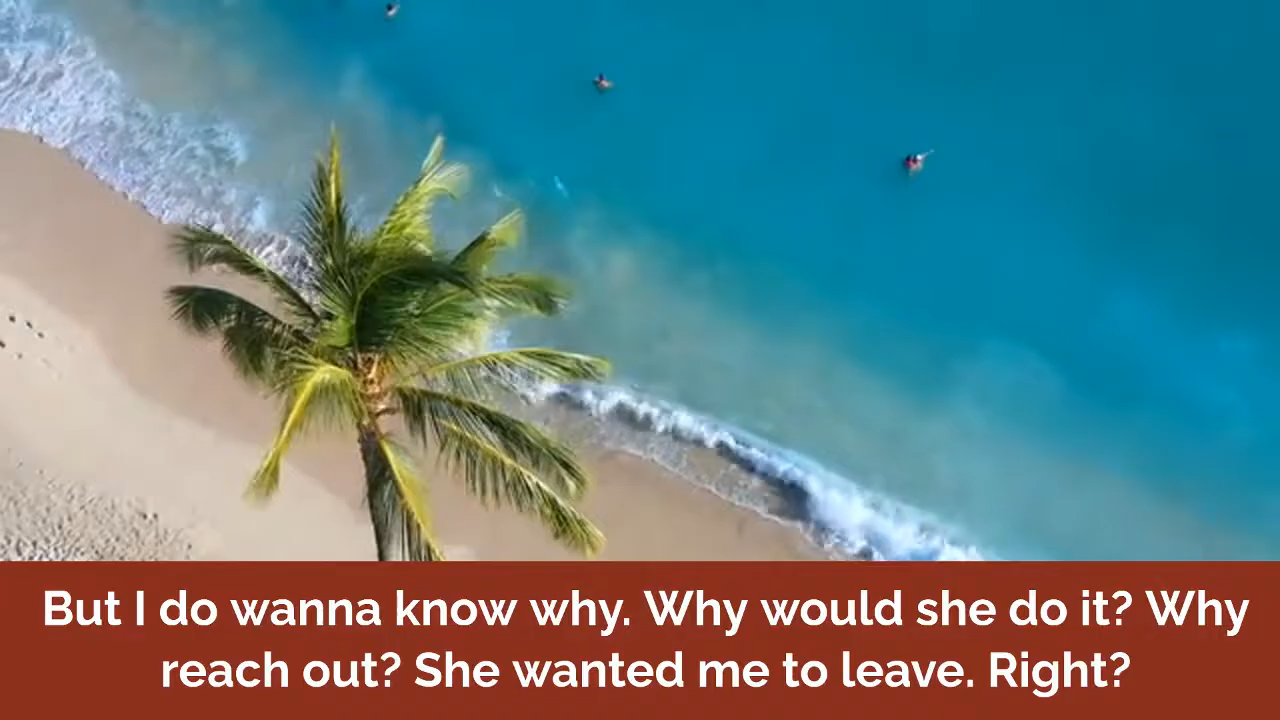 But I do wanna know why. Why would she do it? Why
reach out? She wanted me to leave. Right?